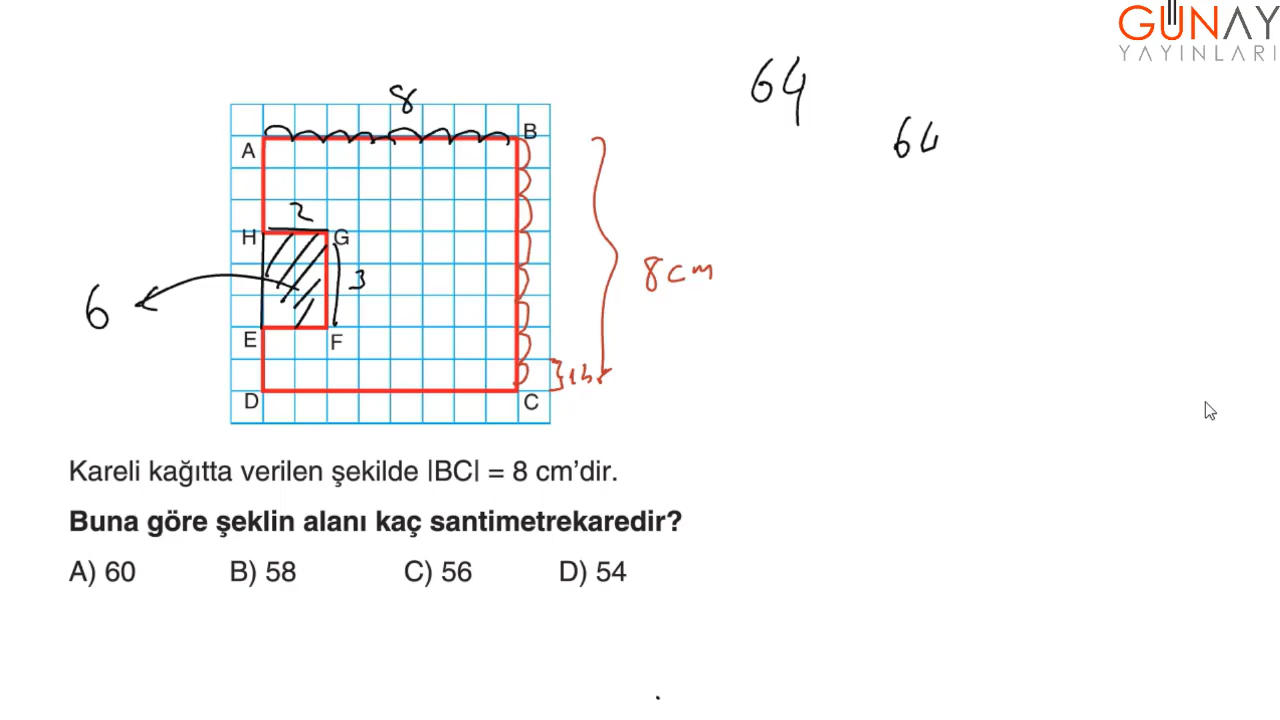 GÜNAY
YAYINLARI
64
64
8
A
B
2
H
G
3
8cm
6
E
F
1b
D
C
Kareli kağıtta verilen şekilde |BC| = 8 cm'dir.
Buna göre şeklin alanı kaç santimetrekaredir?
A) 60 B) 58 C) 56 D) 54